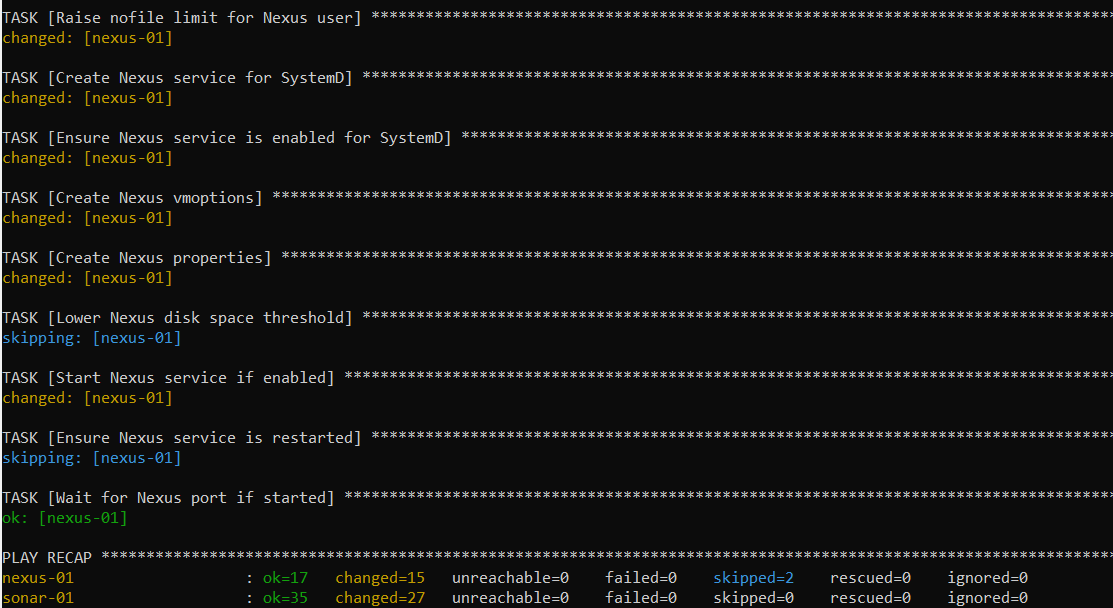 TASK [Raise nofile limit for Nexus user] ***********************************************************************************
changed: [nexus-01]
TASK [Create Nexus service for SystemD] ************************************************************************************
changed: [nexus-01]
TASK [Ensure Nexus service is enabled for SystemD] *************************************************************************
changed: [nexus-01]
TASK [Create Nexus vmoptions] **********************************************************************************************
changed: [nexus-01]
TASK [Create Nexus properties] *********************************************************************************************
changed: [nexus-01]
TASK [Lower Nexus disk space threshold] ************************************************************************************
skipping: [nexus-01]
TASK [Start Nexus service if enabled] **************************************************************************************
changed: [nexus-01]
TASK [Ensure Nexus service is restarted] ***********************************************************************************
skipping: [nexus-01]
TASK [Wait for Nexus port if started] **************************************************************************************
ok: [nexus-01]
PLAY RECAP *****************************************************************************************************************
nexus-01                   : ok=17   changed=15   unreachable=0    failed=0    skipped=2    rescued=0    ignored=0
sonar-01                   : ok=35   changed=27   unreachable=0    failed=0    skipped=0    rescued=0    ignored=0